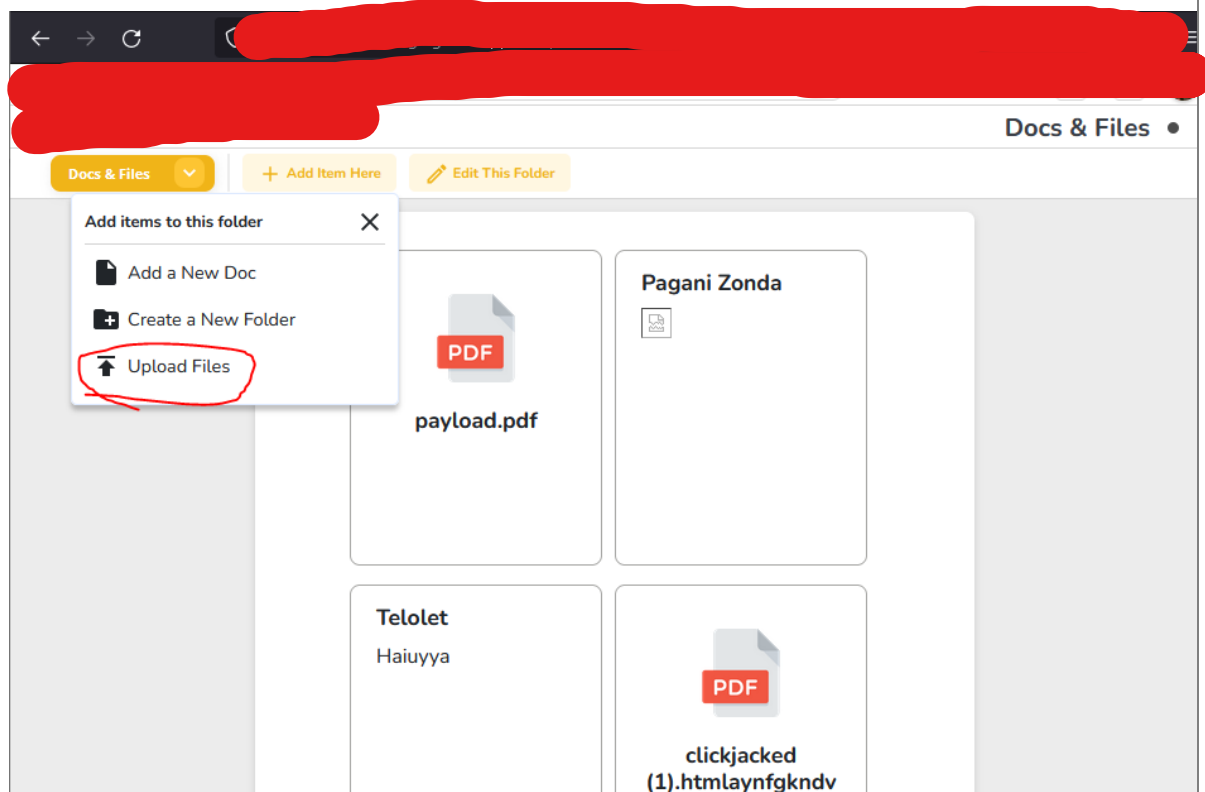 Docs & Files
Docs & Files
Add Item Here
Edit This Folder
Add items to this folder
Add a New Doc
Create a New Folder
Upload Files
PDF
payload.pdf
Pagani Zonda
Telolet
Haiuyya
PDF
clickjacked
(1).htmlaynfgkndv